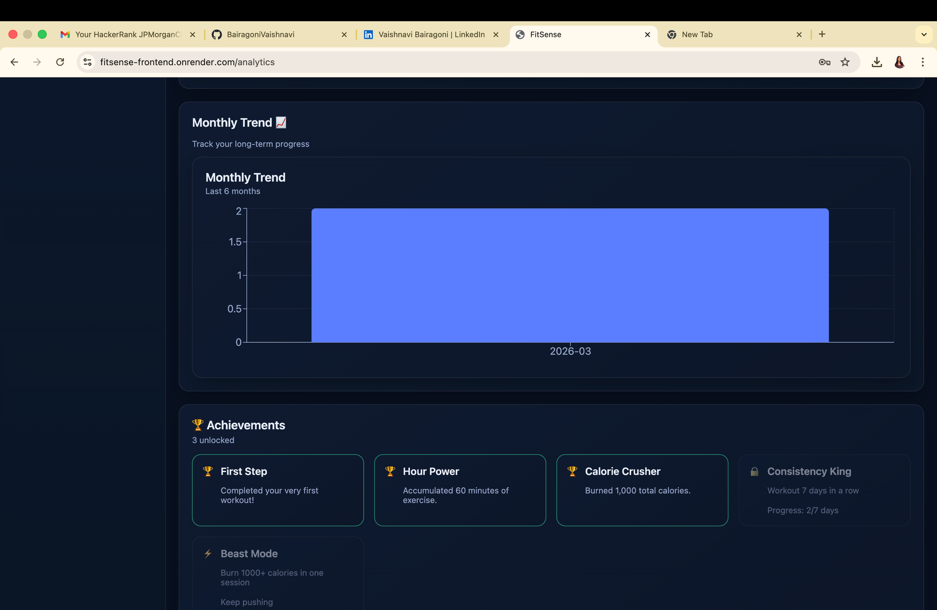 Your HackerRank JPMorganC
BairagoniVaishnavi
Vaishnavi Bairagoni | LinkedIn
FitSense
New Tab
fitsense-frontend.onrender.com/analytics
Monthly Trend 📈
Track your long-term progress
Monthly Trend
Last 6 months
2
1.5
1
0.5
0
2026-03
🏆 Achievements
3 unlocked
🏆 First Step
Completed your very first
workout!
🏆 Hour Power
Accumulated 60 minutes of
exercise.
🏆 Calorie Crusher
Burned 1,000 total calories.
🔒 Consistency King
Workout 7 days in a row
Progress: 2/7 days
⚡ Beast Mode
Burn 1000+ calories in one
session
Keep pushing